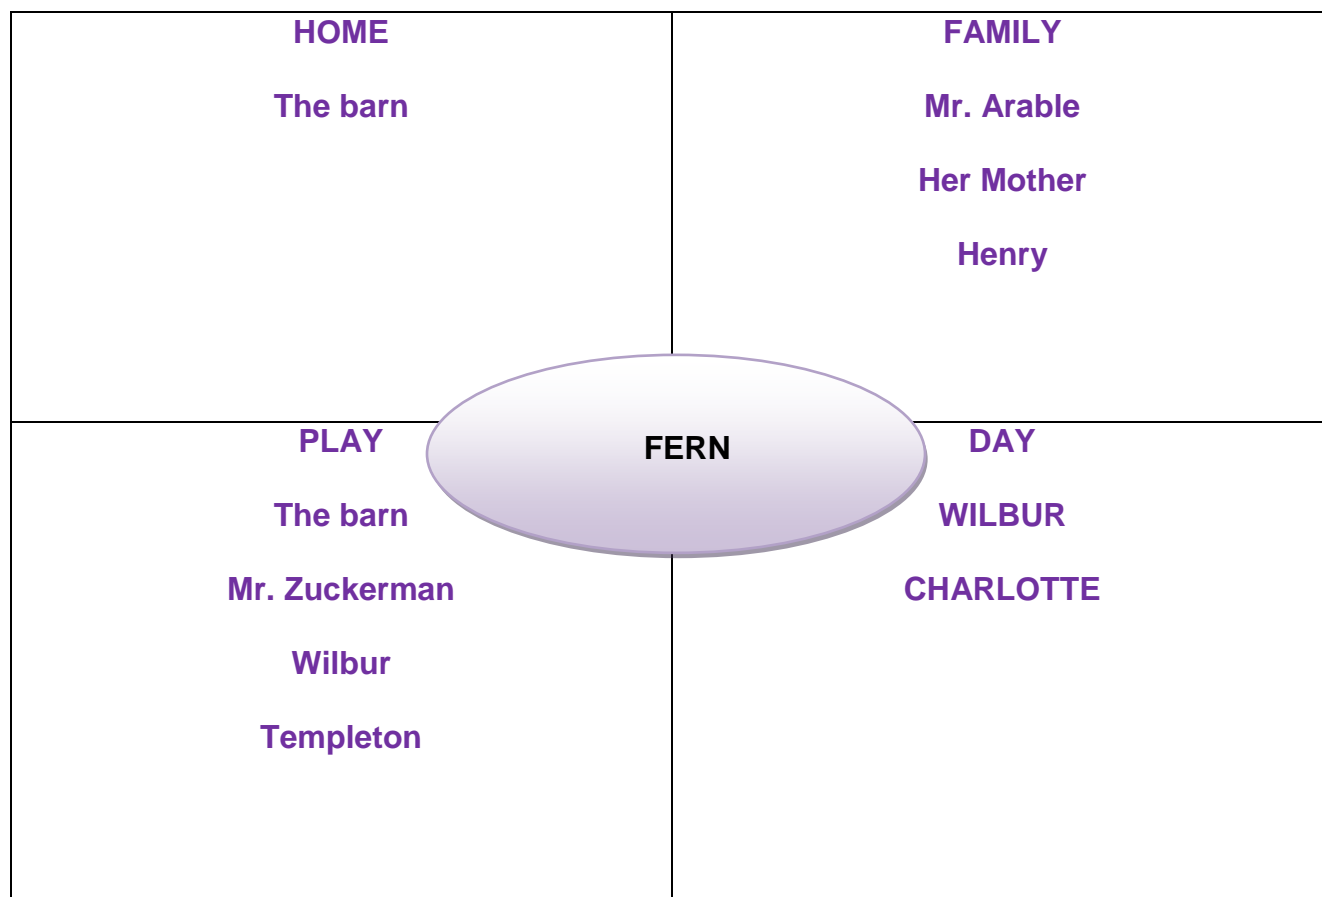 HOME
The barn
FAMILY
Mr. Arable
Her Mother
Henry
FERN
PLAY
The barn
Mr. Zuckerman
Wilbur
Templeton
DAY
WILBUR
CHARLOTTE